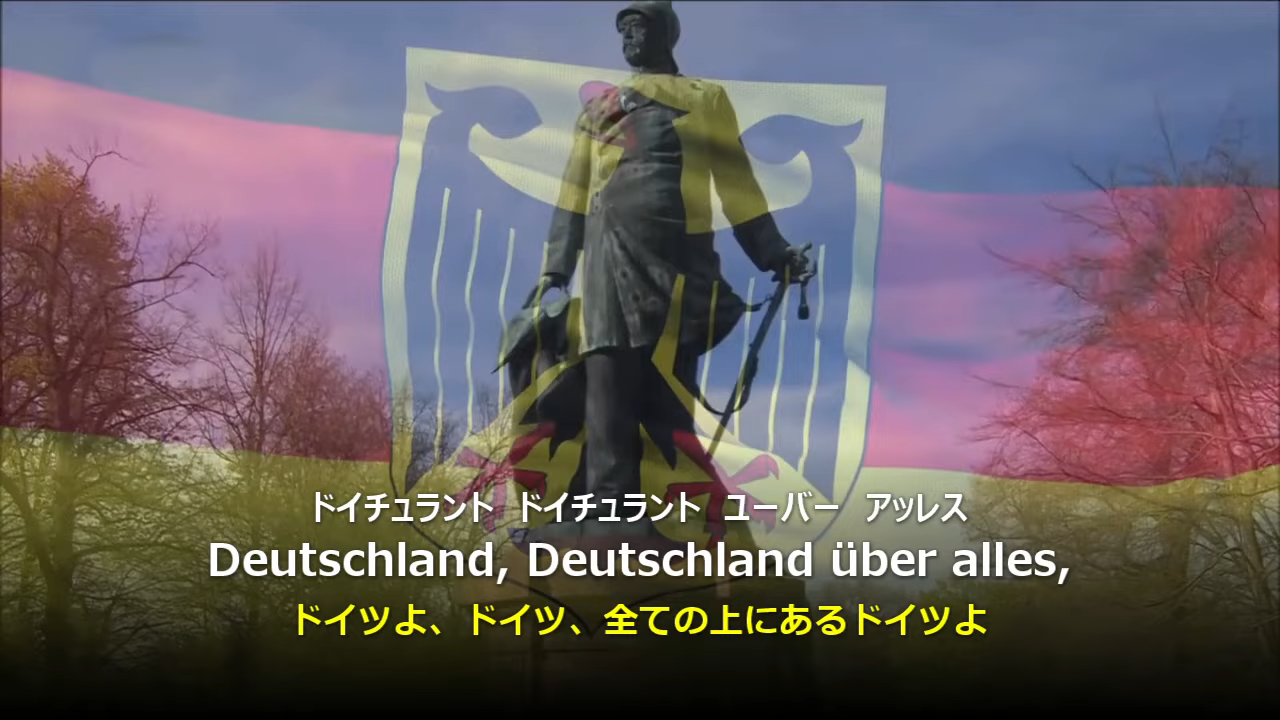 ドイチュラント ドイチュラント ユーバー アッレス
Deutschland, Deutschland über alles,
ドイツよ、ドイツ、全ての上にあるドイツよ